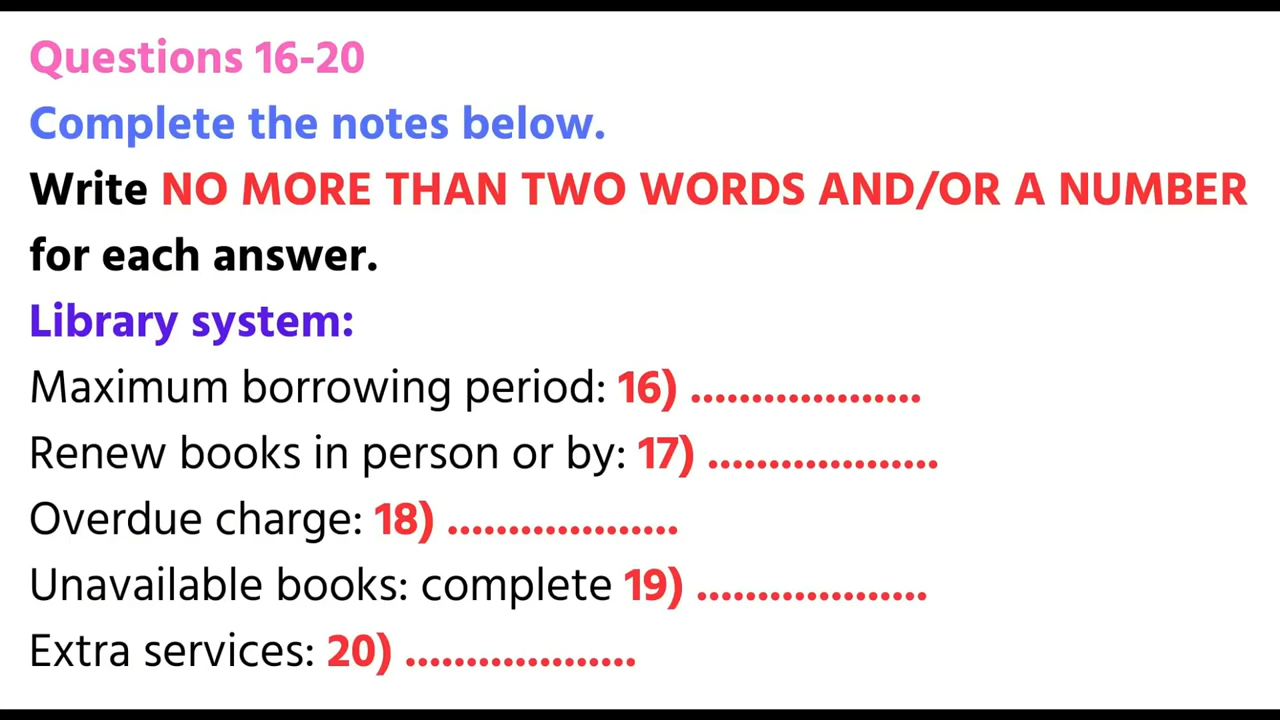 Questions 16-20
Complete the notes below.
Write NO MORE THAN TWO WORDS AND/OR A NUMBER
for each answer.
Library system:
Maximum borrowing period: 16) ...................
Renew books in person or by: 17) ...................
Overdue charge: 18) ...................
Unavailable books: complete 19) ...................
Extra services: 20) ...................